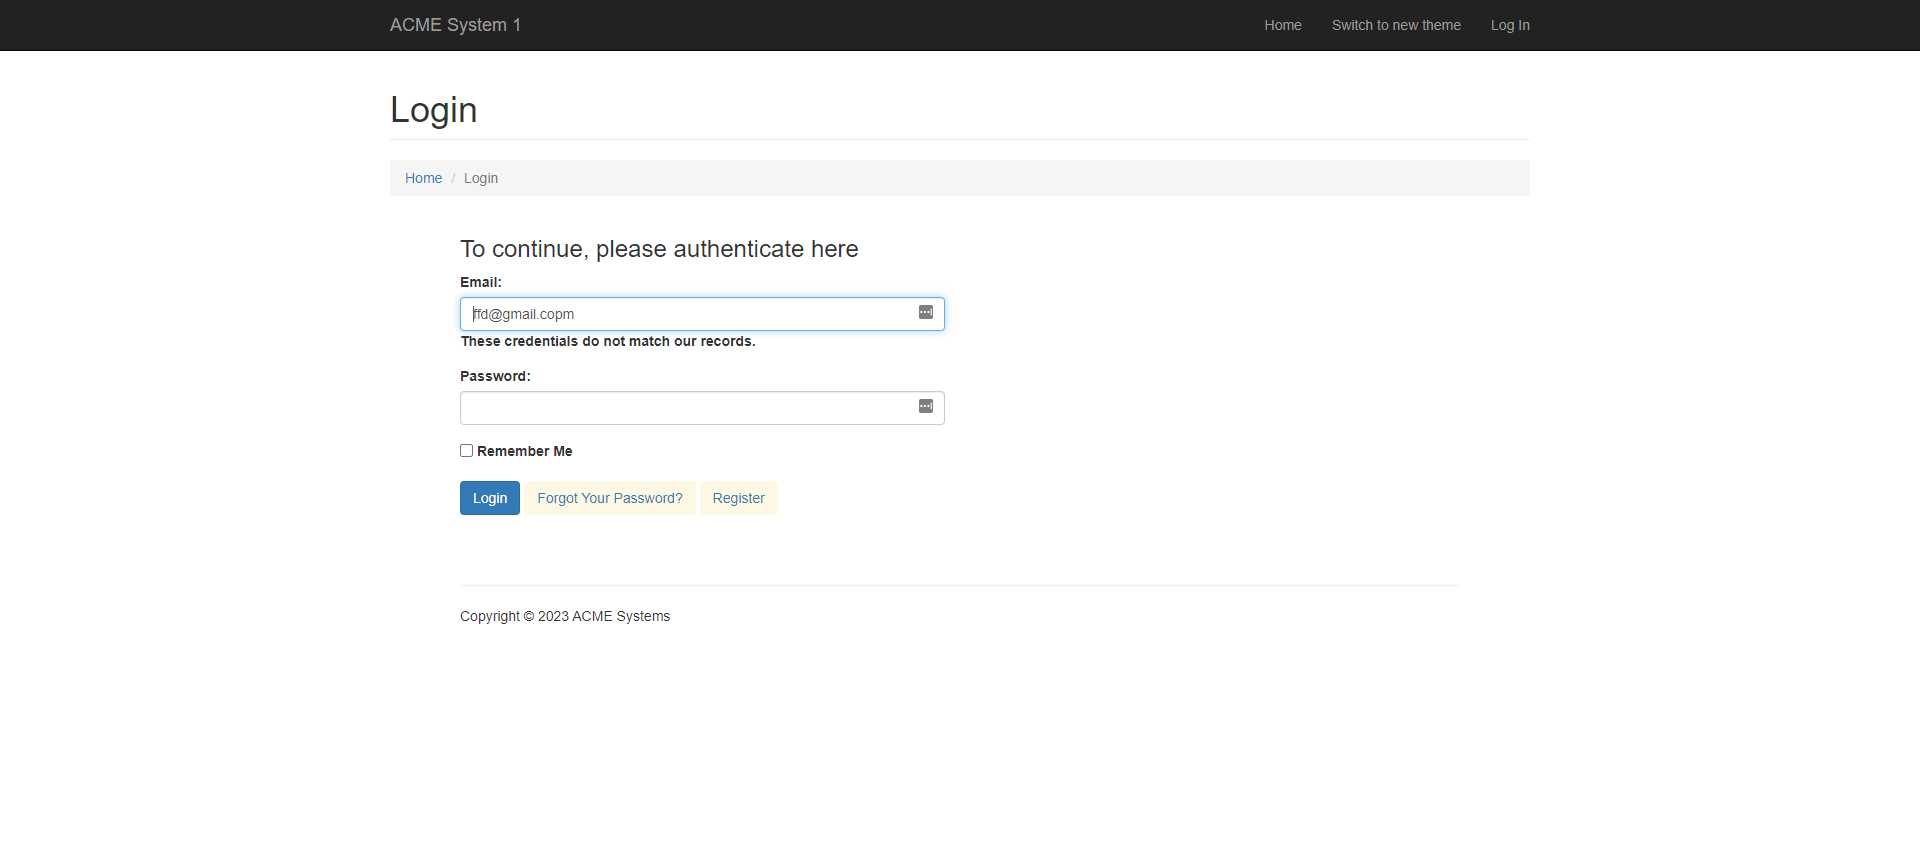 ACME System 1
Home
Switch to new theme
Log In
Login
Home / Login
To continue, please authenticate here
Email:
ffd@gmail.copm
These credentials do not match our records.
Password:
Remember Me
Login
Forgot Your Password?
Register
Copyright © 2023 ACME Systems